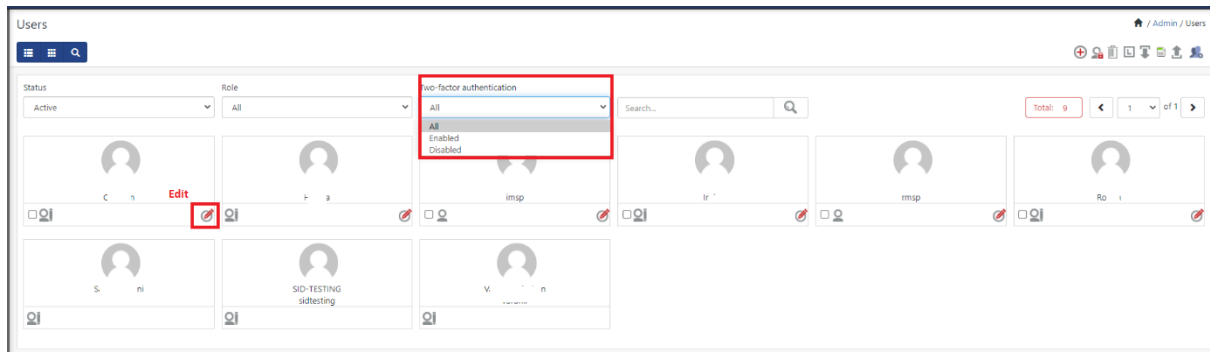 Users
/ Admin / Users
Status
Role
Two-factor authentication
Active
All
All
Search...
Total: 9
1
of 1
All
Enabled
Disabled
Edit
imsp
rmsp
SID-TESTING
sidtesting